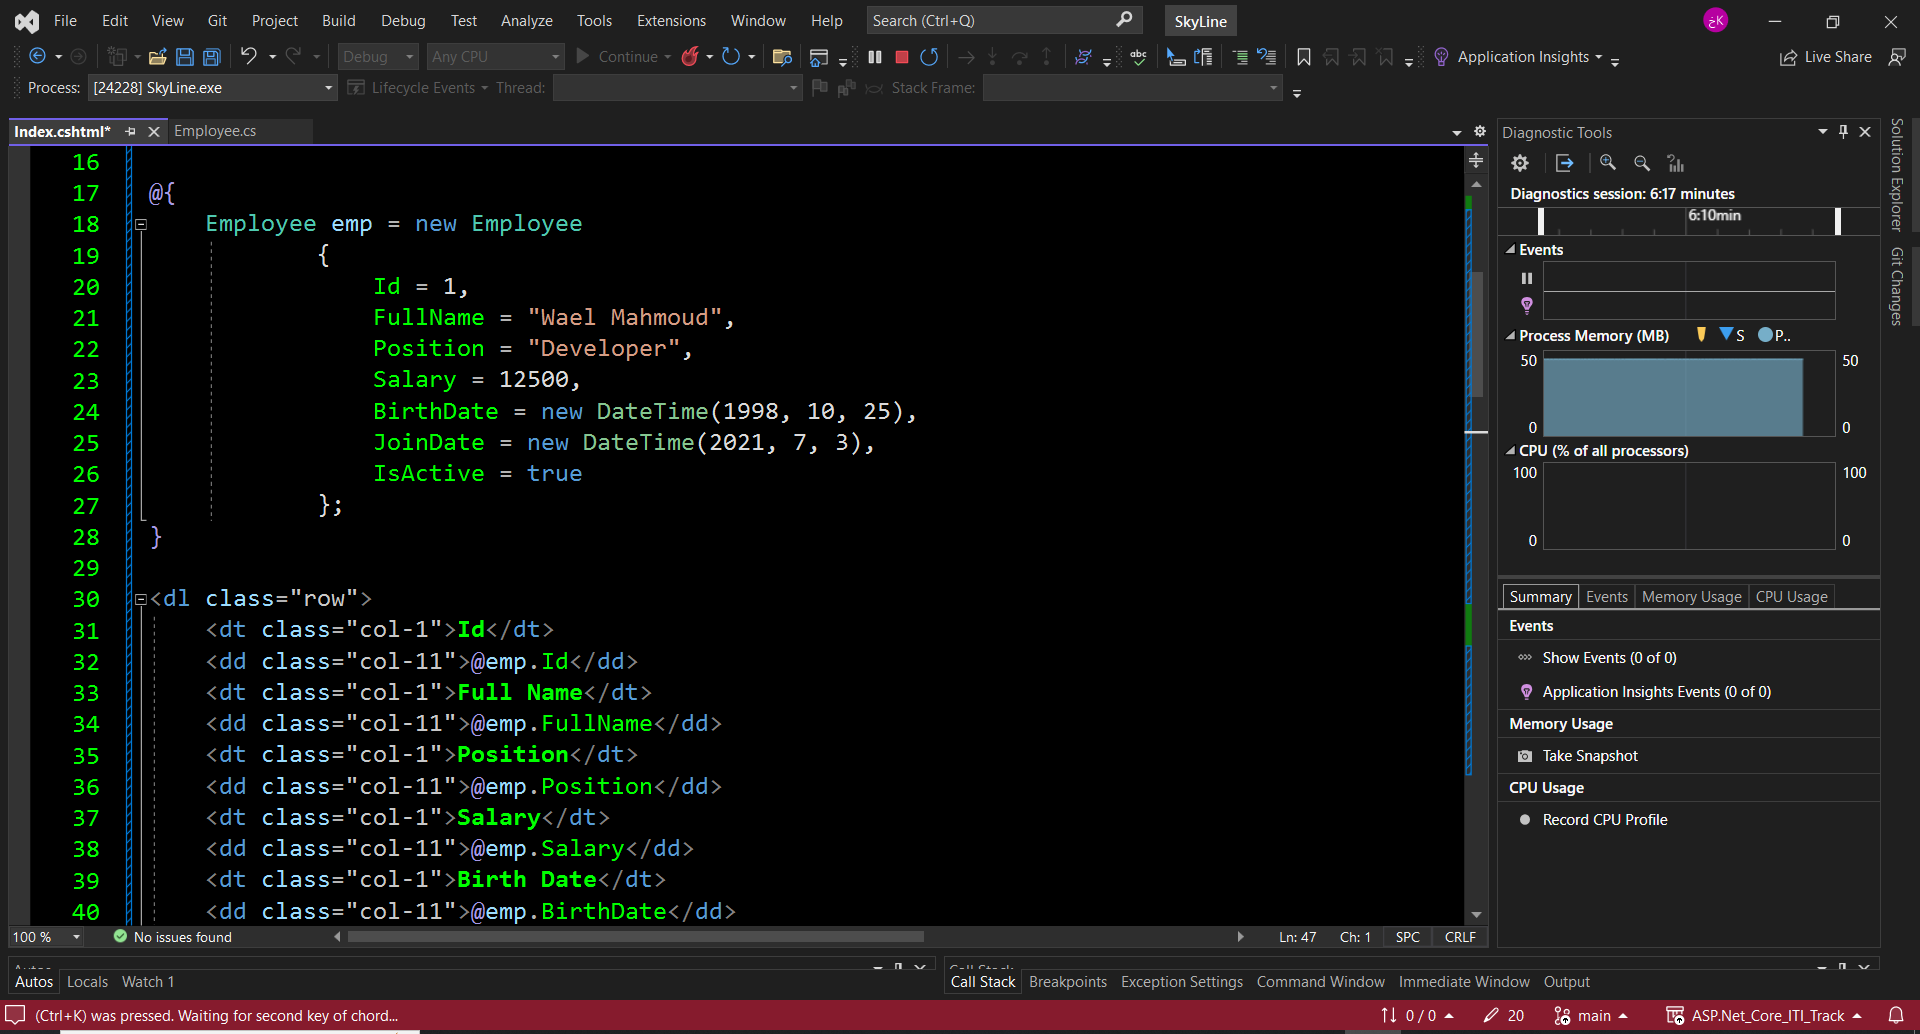 File Edit View Git Project Build Debug Test Analyze Tools Extensions Window Help Search (Ctrl+Q) SkyLine خK
Debug Any CPU Continue Application Insights Live Share
Process: [24228] SkyLine.exe Lifecycle Events Thread: Stack Frame:
Index.cshtml* Employee.cs
16
17 @{
18 Employee emp = new Employee
19 {
20 Id = 1,
21 FullName = "Wael Mahmoud",
22 Position = "Developer",
23 Salary = 12500,
24 BirthDate = new DateTime(1998, 10, 25),
25 JoinDate = new DateTime(2021, 7, 3),
26 IsActive = true
27 };
28 }
29
30 <dl class="row">
31 <dt class="col-1">Id</dt>
32 <dd class="col-11">@emp.Id</dd>
33 <dt class="col-1">Full Name</dt>
34 <dd class="col-11">@emp.FullName</dd>
35 <dt class="col-1">Position</dt>
36 <dd class="col-11">@emp.Position</dd>
37 <dt class="col-1">Salary</dt>
38 <dd class="col-11">@emp.Salary</dd>
39 <dt class="col-1">Birth Date</dt>
40 <dd class="col-11">@emp.BirthDate</dd>
100 % No issues found Ln: 47 Ch: 1 SPC CRLF
Diagnostic Tools
Diagnostics session: 6:17 minutes
6:10min
Events
Process Memory (MB) S P..
50 50
0 0
CPU (% of all processors)
100 100
0 0
Summary Events Memory Usage CPU Usage
Events
Show Events (0 of 0)
Application Insights Events (0 of 0)
Memory Usage
Take Snapshot
CPU Usage
Record CPU Profile
Solution Explorer
Git Changes
Autos
Call Stack
Autos Locals Watch 1
Call Stack Breakpoints Exception Settings Command Window Immediate Window Output
(Ctrl+K) was pressed. Waiting for second key of chord... 0 / 0 20 main ASP.Net_Core_ITI_Track